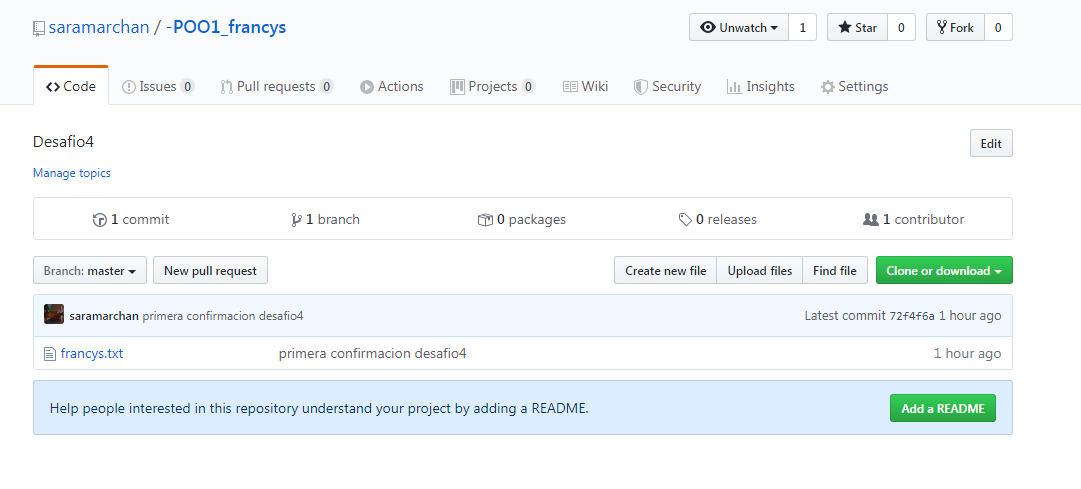 saramarchan / -POO1_francys
Unwatch 1 Star 0 Fork 0
Code Issues 0 Pull requests 0 Actions Projects 0 Wiki Security Insights Settings
Desafio4
Edit
Manage topics
1 commit 1 branch 0 packages 0 releases 1 contributor
Branch: master New pull request Create new file Upload files Find file Clone or download
saramarchan primera confirmacion desafio4 Latest commit 72f4f6a 1 hour ago
francys.txt primera confirmacion desafio4 1 hour ago
Help people interested in this repository understand your project by adding a README. Add a README